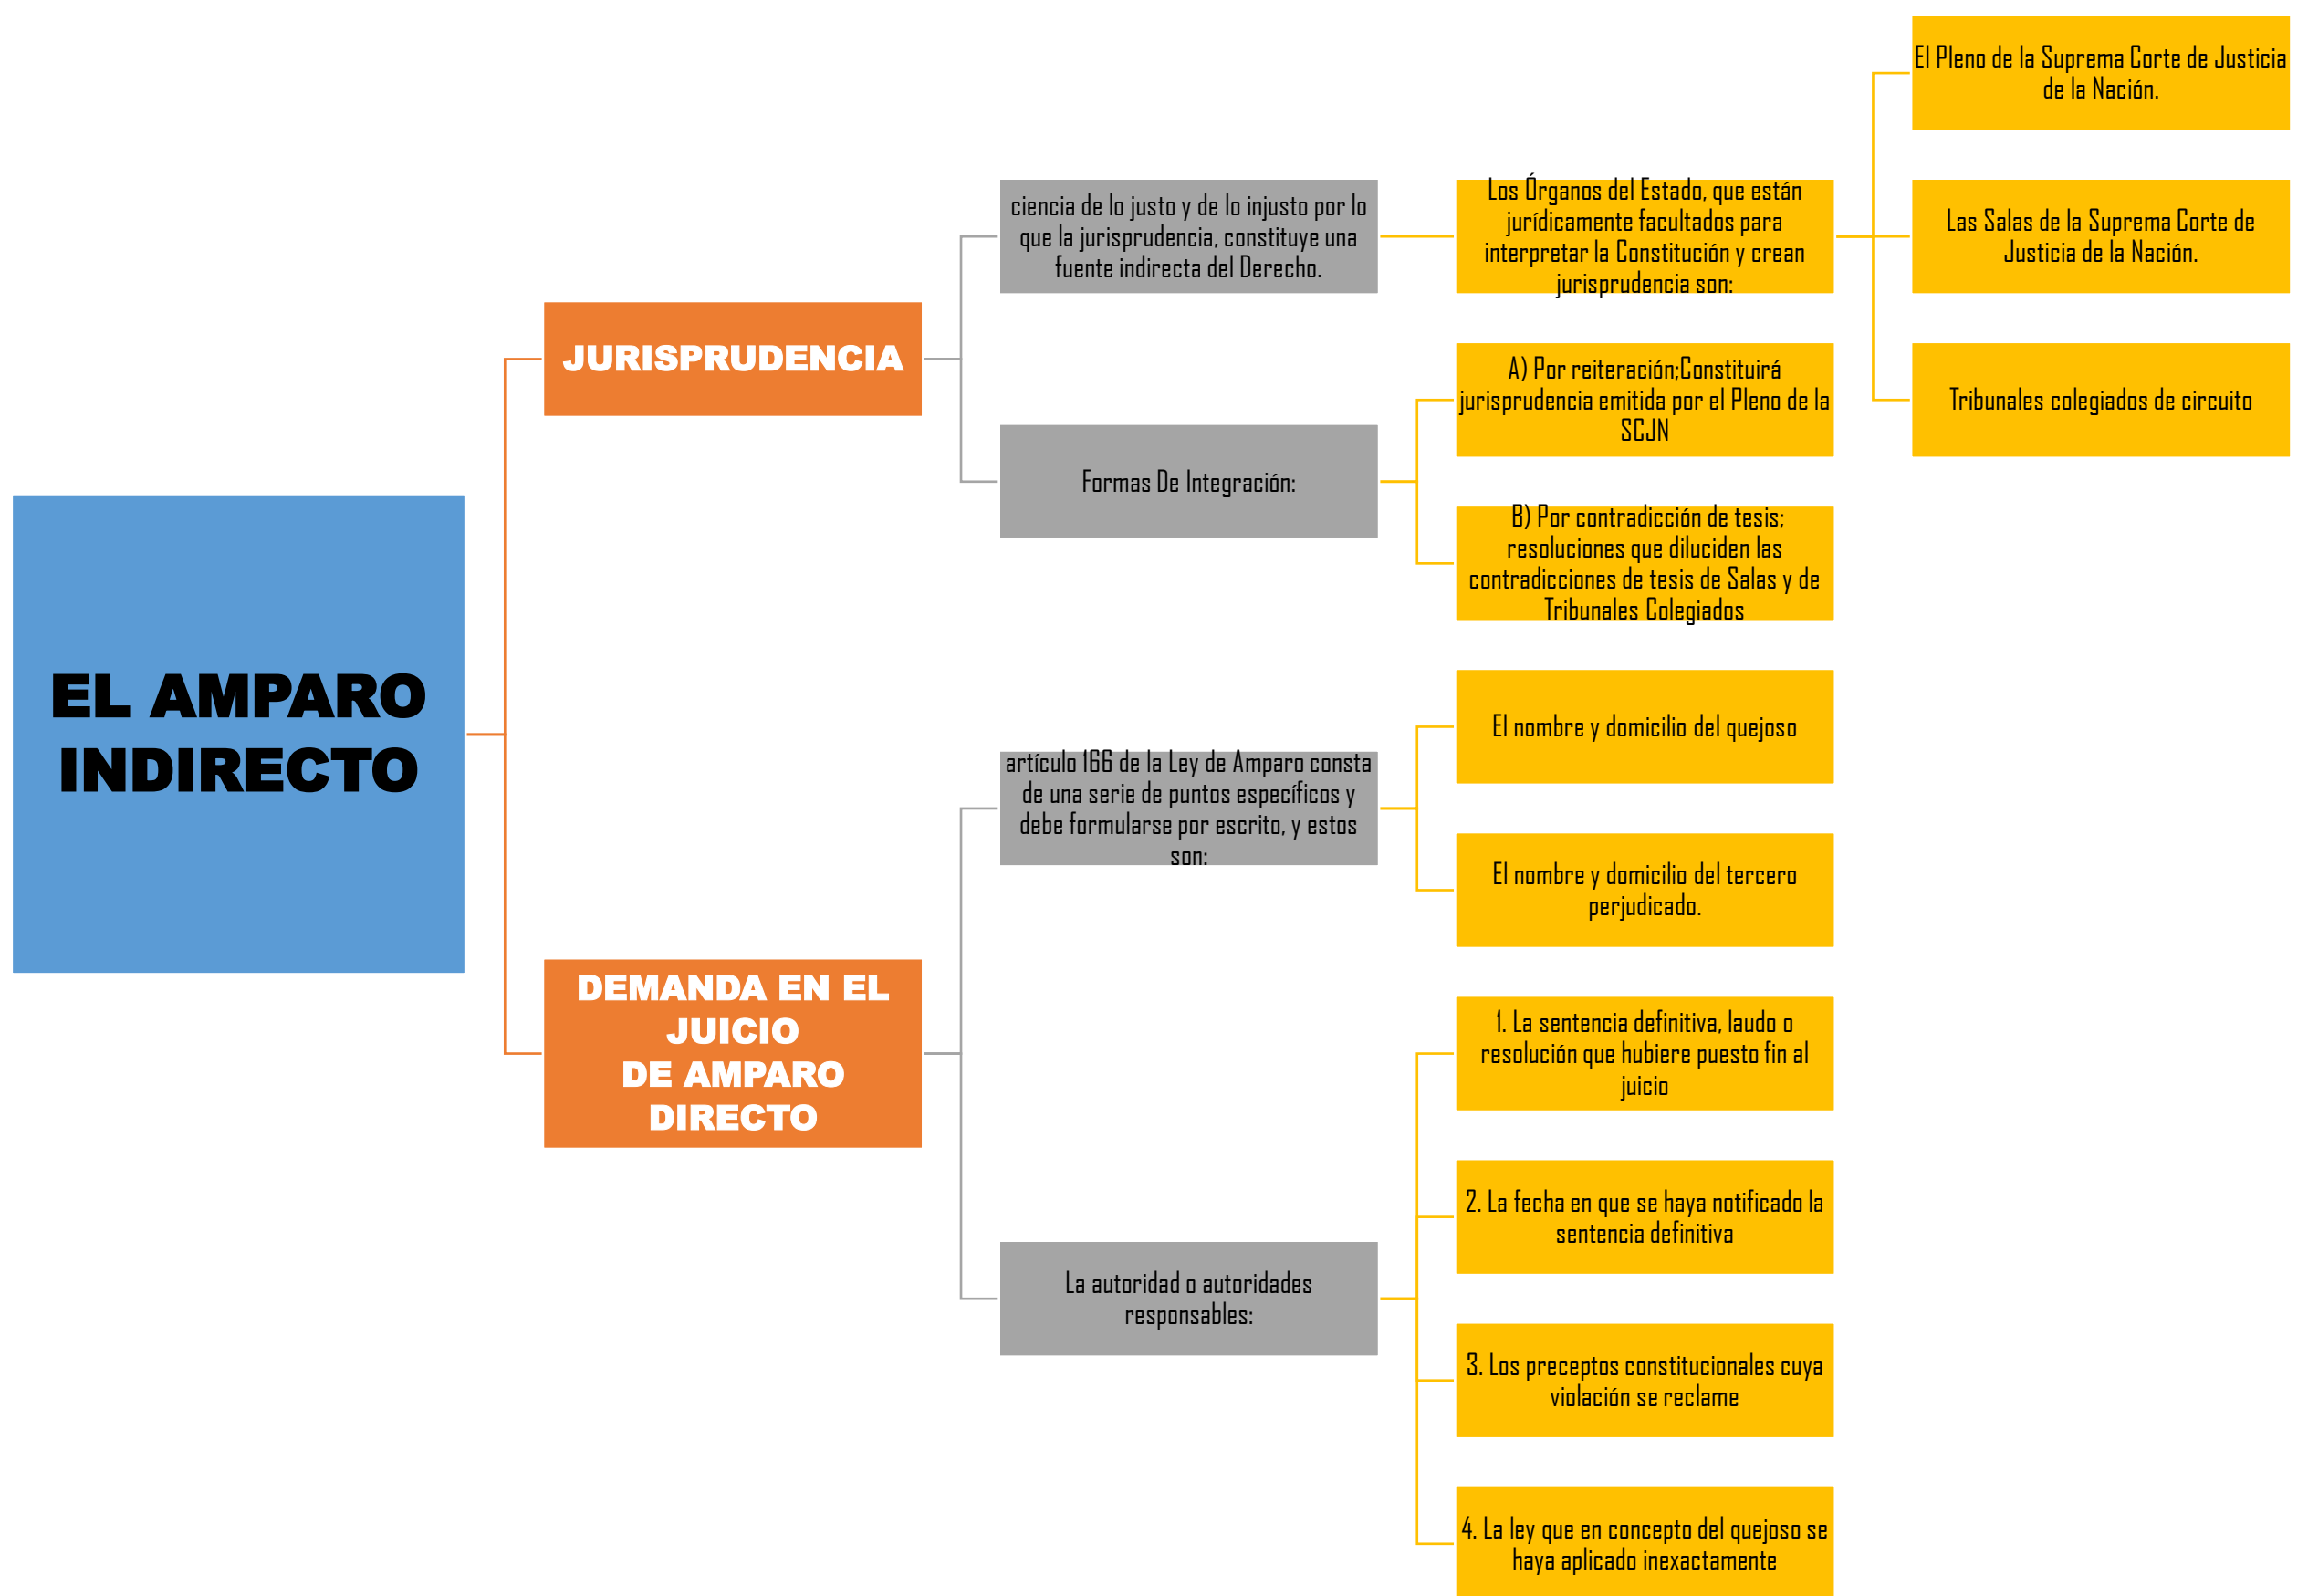 EL AMPARO
INDIRECTO
JURISPRUDENCIA
ciencia de lo justo y de lo injusto por lo
que la jurisprudencia, constituye una
fuente indirecta del Derecho.
Los Órganos del Estado, que están
jurídicamente facultados para
interpretar la Constitución y crean
jurisprudencia son:
El Pleno de la Suprema Corte de Justicia
de la Nación.
Las Salas de la Suprema Corte de
Justicia de la Nación.
Tribunales colegiados de circuito
Formas De Integración:
A) Por reiteración;Constituirá
jurisprudencia emitida por el Pleno de la
SCJN
B) Por contradicción de tesis;
resoluciones que diluciden las
contradicciones de tesis de Salas y de
Tribunales Colegiados
DEMANDA EN EL
JUICIO
DE AMPARO
DIRECTO
artículo 166 de la Ley de Amparo consta
de una serie de puntos específicos y
debe formularse por escrito, y estos
son:
El nombre y domicilio del quejoso
El nombre y domicilio del tercero
perjudicado.
La autoridad o autoridades
responsables:
1. La sentencia definitiva, laudo o
resolución que hubiere puesto fin al
juicio
2. La fecha en que se haya notificado la
sentencia definitiva
3. Los preceptos constitucionales cuya
violación se reclame
4. La ley que en concepto del quejoso se
haya aplicado inexactamente